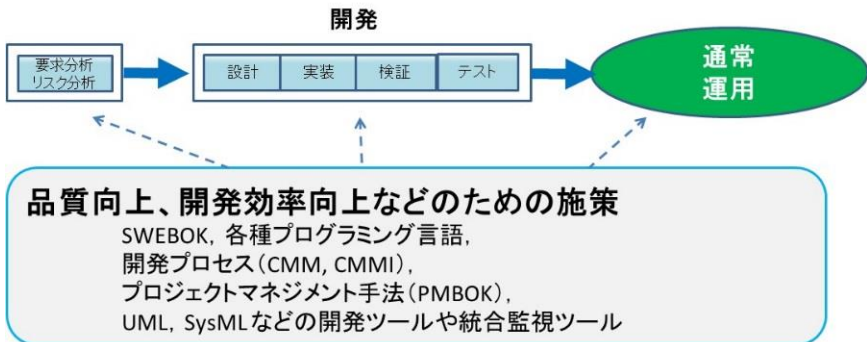 開発
要求分析
リスク分析
設計
実装
検証
テスト
通常
運用
品質向上、開発効率向上などのための施策
SWEBOK, 各種プログラミング言語,
開発プロセス(CMM, CMMI),
プロジェクトマネジメント手法(PMBOK),
UML, SysMLなどの開発ツールや統合監視ツール